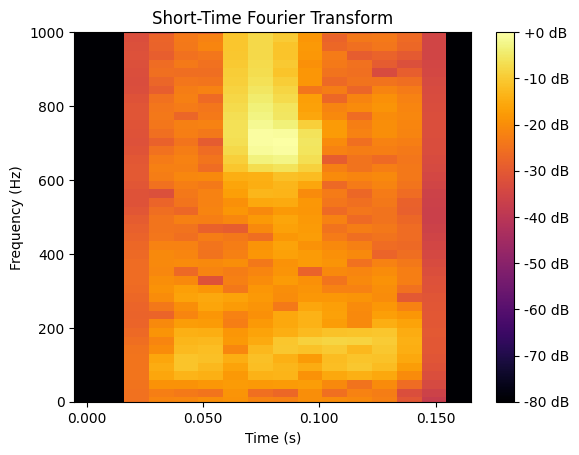 Short-Time Fourier Transform
1000
800
600
400
200
0
Frequency (Hz)
0.000
0.050
0.100
0.150
Time (s)
+0 dB
-10 dB
-20 dB
-30 dB
-40 dB
-50 dB
-60 dB
-70 dB
-80 dB